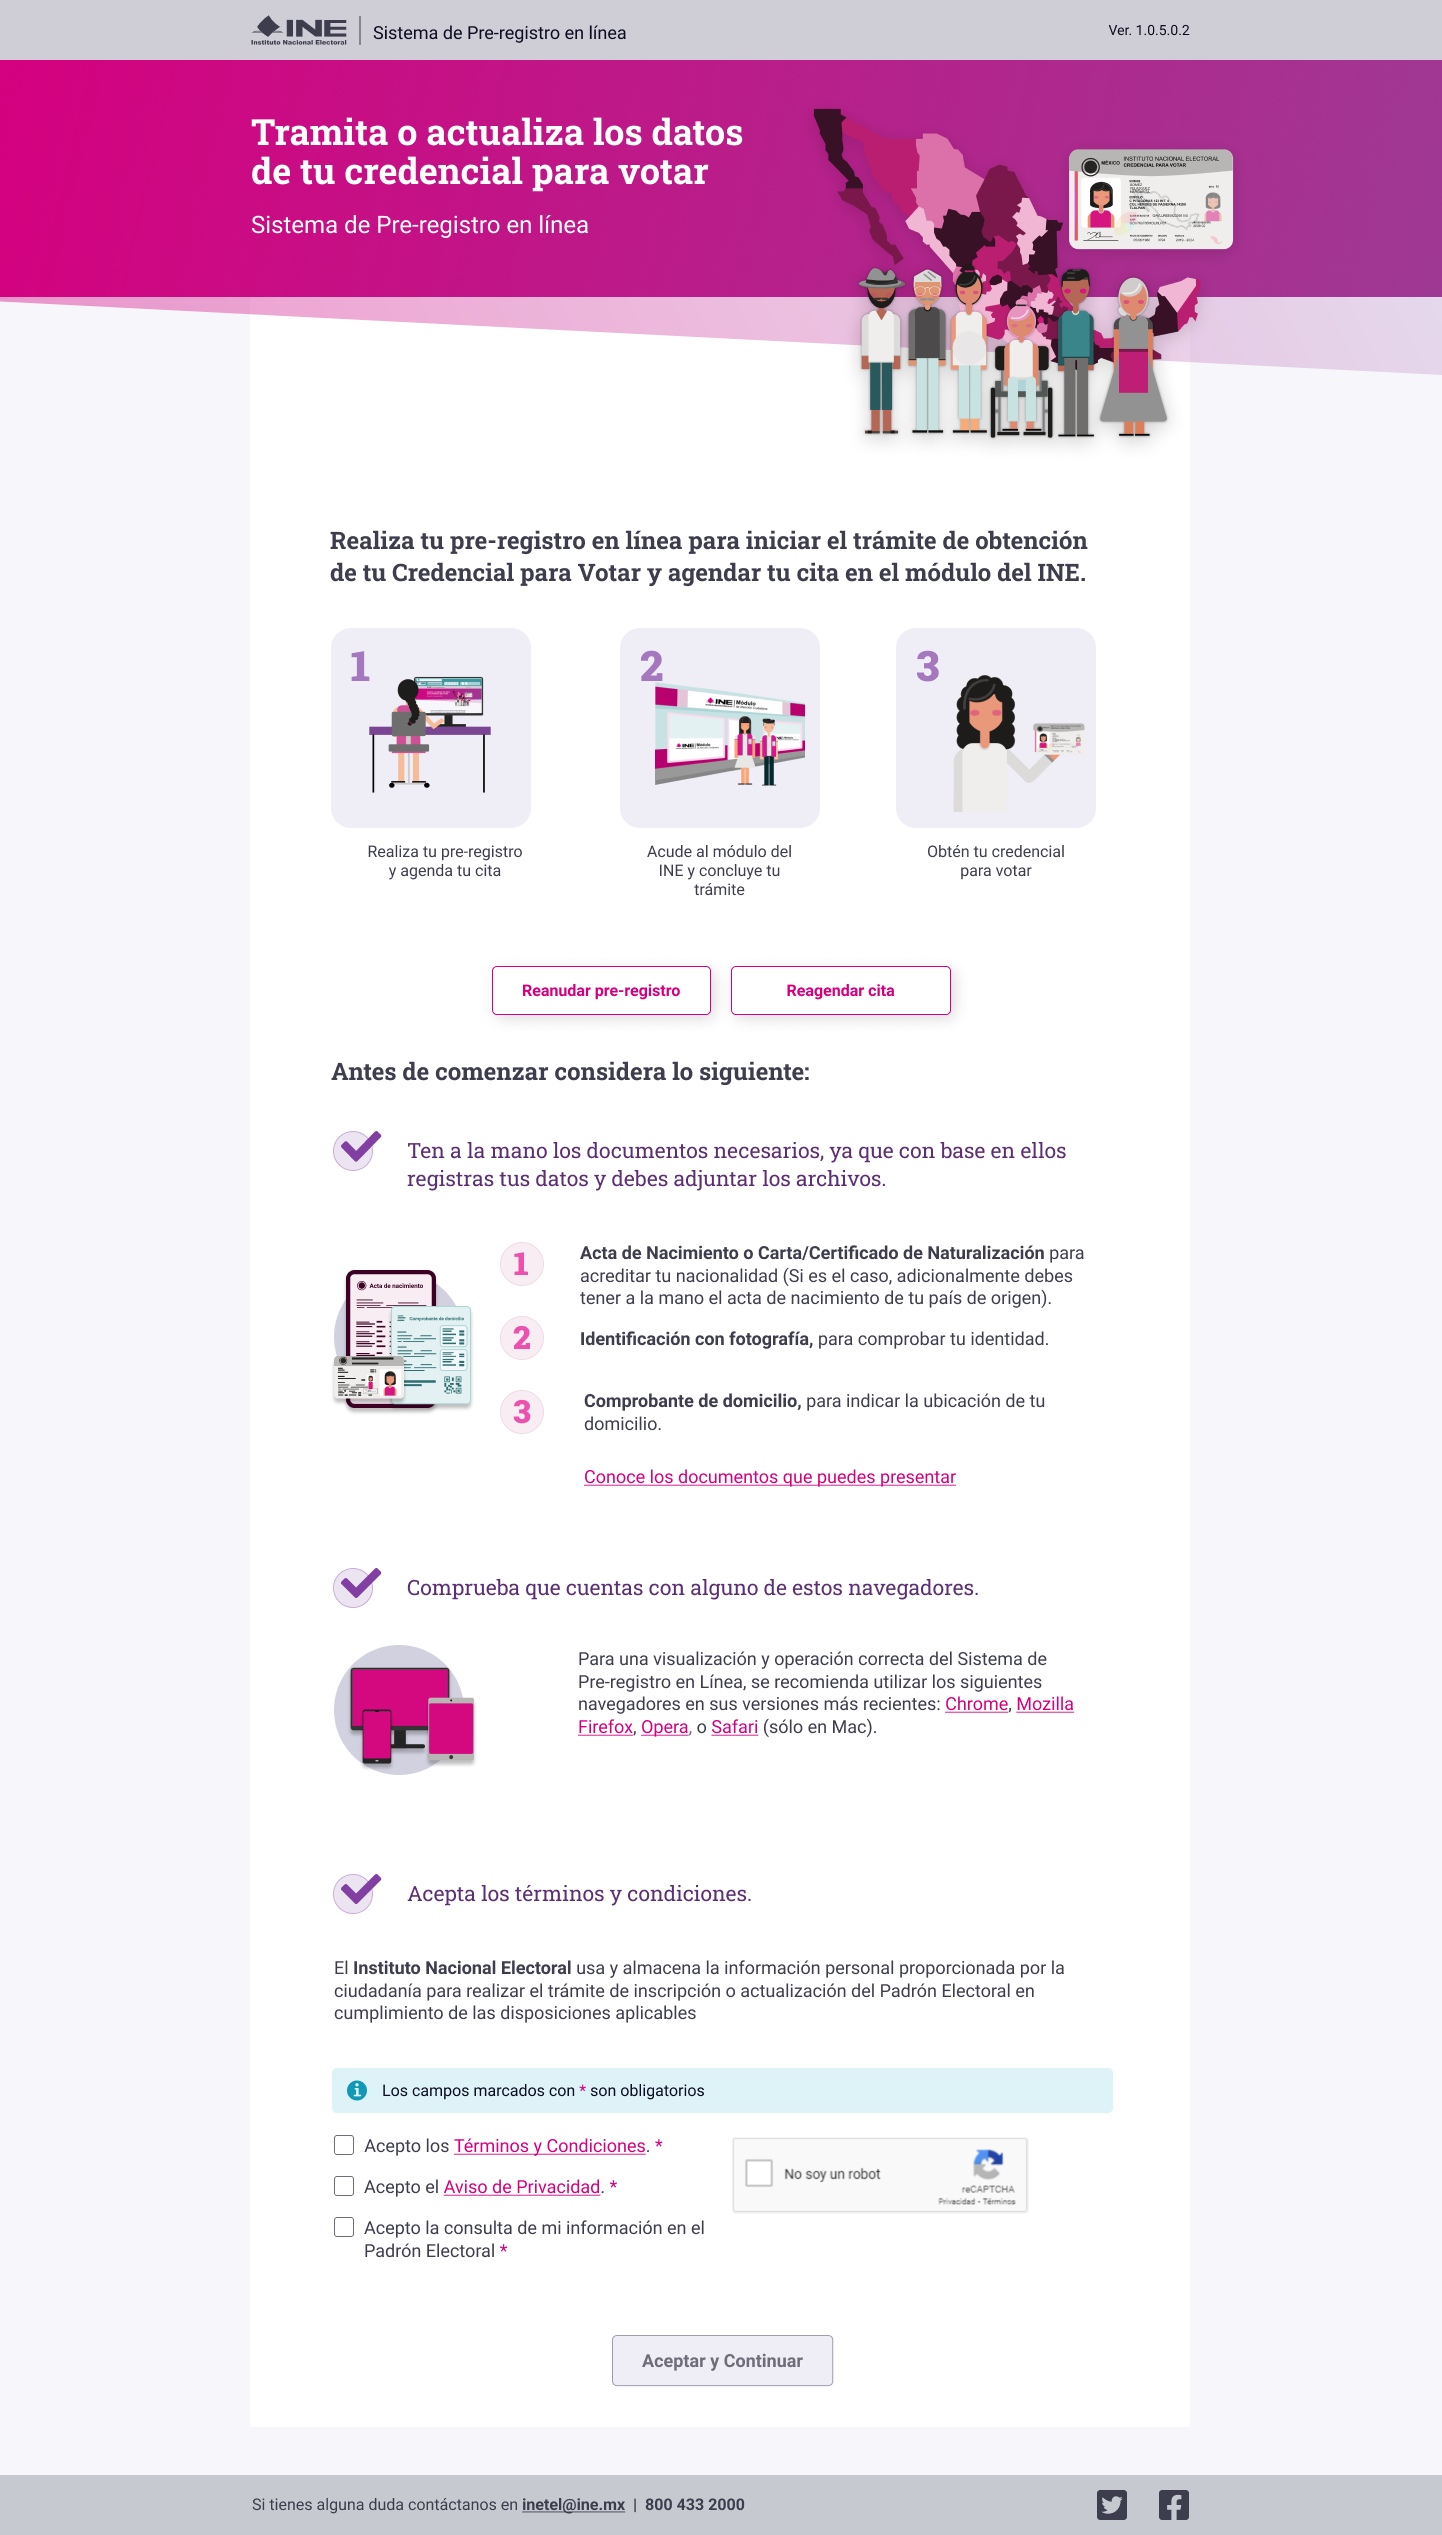 INE
Instituto Nacional Electoral
Sistema de Pre-registro en línea
Ver. 1.0.5.0.2
Tramita o actualiza los datos
de tu credencial para votar
Sistema de Pre-registro en línea
MÉXICO
INSTITUTO NACIONAL ELECTORAL
CREDENCIAL PARA VOTAR
Realiza tu pre-registro en línea para iniciar el trámite de obtención
de tu Credencial para Votar y agendar tu cita en el módulo del INE.
1
2
3
INE Módulo
INE Módulo
Realiza tu pre-registro
y agenda tu cita
Acude al módulo del
INE y concluye tu
trámite
Obtén tu credencial
para votar
Reanudar pre-registro
Reagendar cita
Antes de comenzar considera lo siguiente:
Ten a la mano los documentos necesarios, ya que con base en ellos
registras tus datos y debes adjuntar los archivos.
Acta de nacimiento
Comprobante de domicilio
1
Acta de Nacimiento o Carta/Certificado de Naturalización para
acreditar tu nacionalidad (Si es el caso, adicionalmente debes
tener a la mano el acta de nacimiento de tu país de origen).
2
Identificación con fotografía, para comprobar tu identidad.
3
Comprobante de domicilio, para indicar la ubicación de tu
domicilio.
Conoce los documentos que puedes presentar
Comprueba que cuentas con alguno de estos navegadores.
Para una visualización y operación correcta del Sistema de
Pre-registro en Línea, se recomienda utilizar los siguientes
navegadores en sus versiones más recientes: Chrome, Mozilla
Firefox, Opera, o Safari (sólo en Mac).
Acepta los términos y condiciones.
El Instituto Nacional Electoral usa y almacena la información personal proporcionada por la
ciudadanía para realizar el trámite de inscripción o actualización del Padrón Electoral en
cumplimiento de las disposiciones aplicables
Los campos marcados con * son obligatorios
Acepto los Términos y Condiciones. *
Acepto el Aviso de Privacidad. *
Acepto la consulta de mi información en el
Padrón Electoral *
No soy un robot
reCAPTCHA
Privacidad - Términos
Aceptar y Continuar
Si tienes alguna duda contáctanos en inetel@ine.mx | 800 433 2000